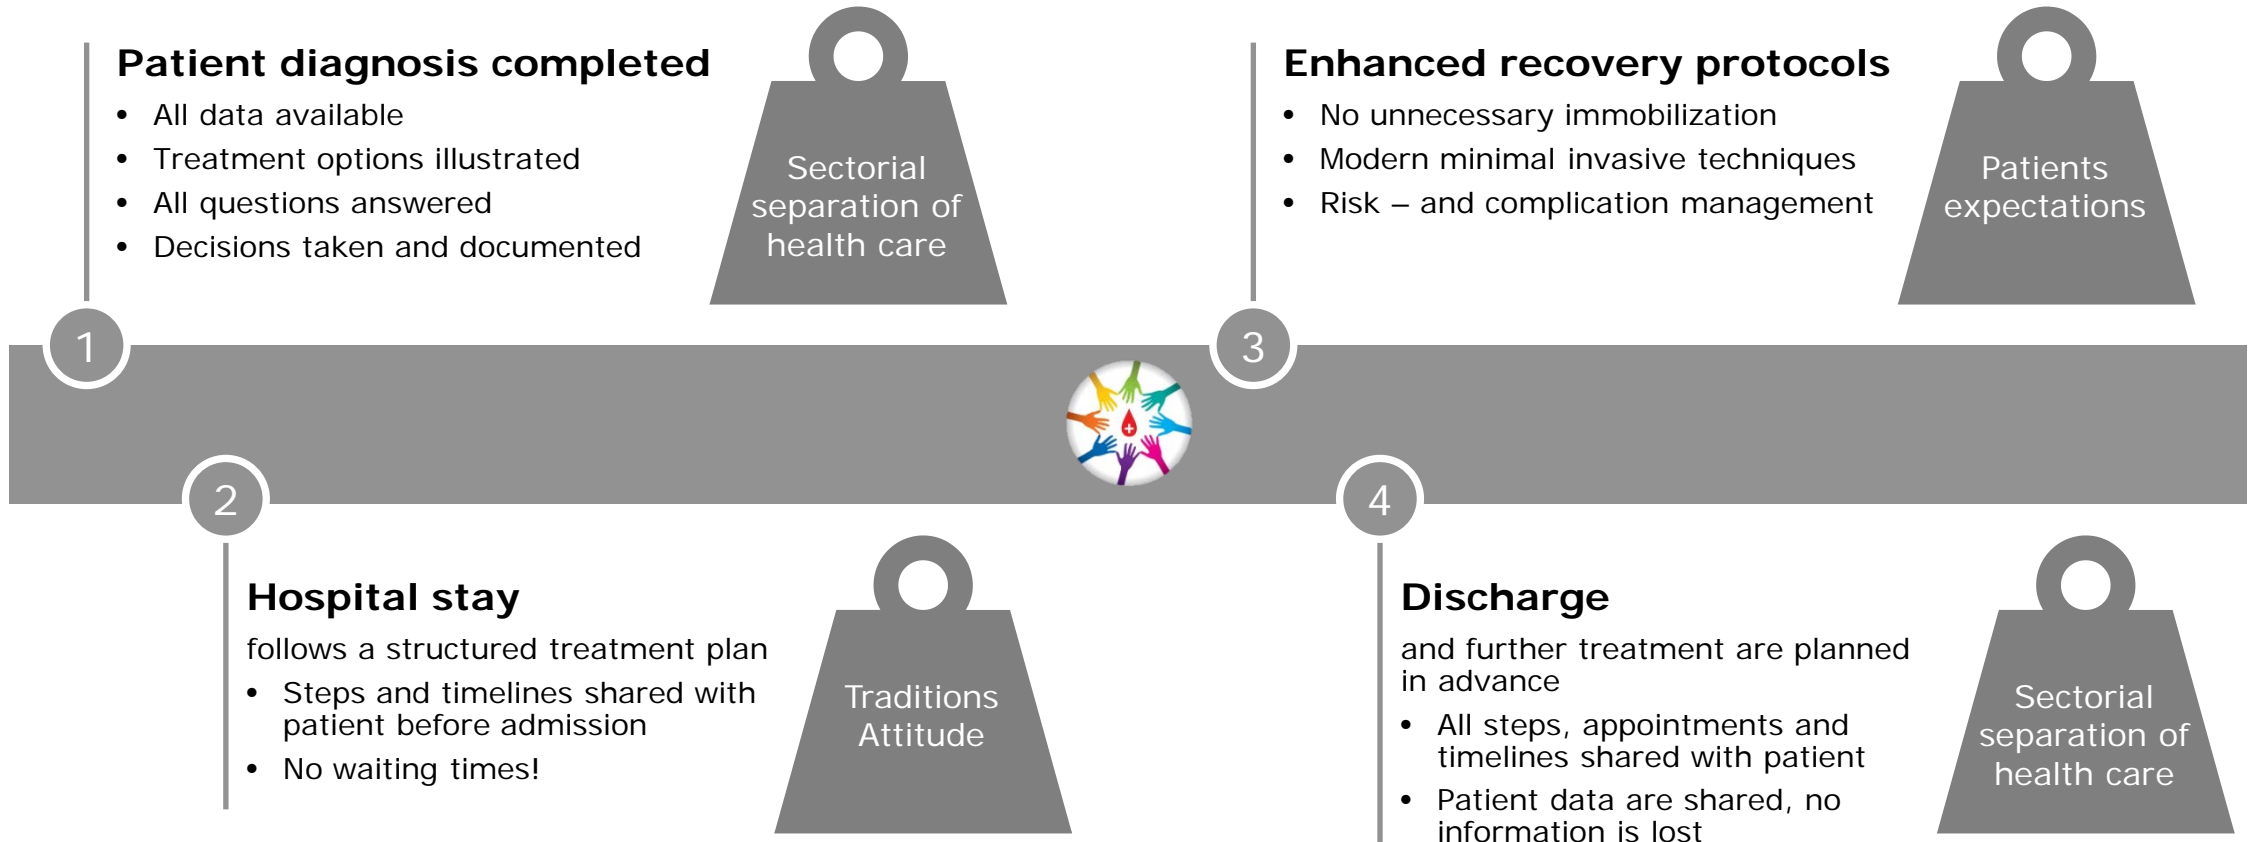 Patient diagnosis completed
• All data available
• Treatment options illustrated
• All questions answered
• Decisions taken and documented
Sectorial
separation of
health care
1
2
Hospital stay
follows a structured treatment plan
• Steps and timelines shared with
patient before admission
• No waiting times!
Traditions
Attitude
Enhanced recovery protocols
• No unnecessary immobilization
• Modern minimal invasive techniques
• Risk – and complication management
Patients
expectations
3
4
Discharge
and further treatment are planned
in advance
• All steps, appointments and
timelines shared with patient
• Patient data are shared, no
information is lost
Sectorial
separation of
health care